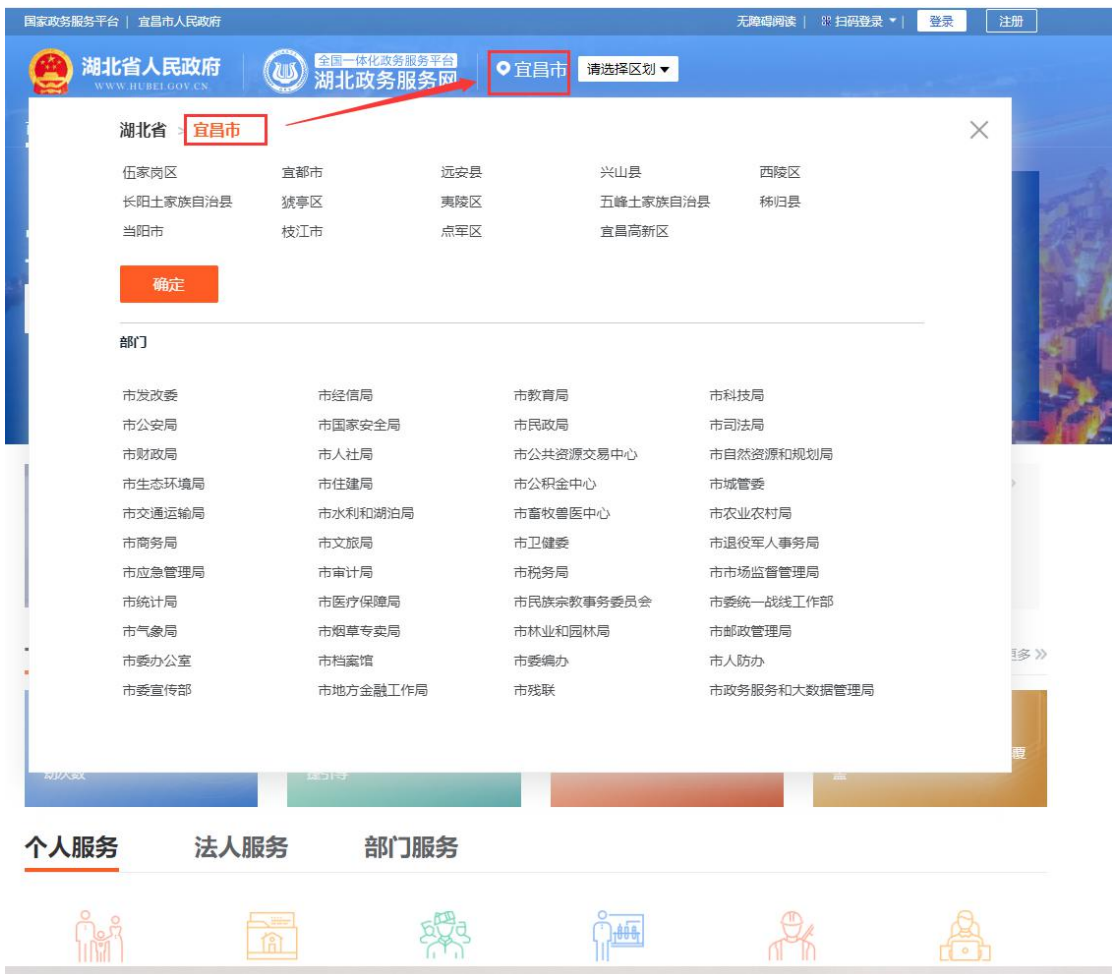 国家政务服务平台 | 宜昌市人民政府 无障碍阅读 | 扫码登录 | 登录 注册
湖北省人民政府 全国一体化政务服务平台 宜昌市 请选择区划
WWW.HUBEI.GOV.CN 湖北政务服务网
湖北省 > 宜昌市
伍家岗区 宜都市 远安县 兴山县 西陵区
长阳土家族自治县 猇亭区 夷陵区 五峰土家族自治县 秭归县
当阳市 枝江市 点军区 宜昌高新区
确定
部门
市发改委 市经信局 市教育局 市科技局
市公安局 市国家安全局 市民政局 市司法局
市财政局 市人社局 市公共资源交易中心 市自然资源和规划局
市生态环境局 市住建局 市公积金中心 市城管委
市交通运输局 市水利和湖泊局 市畜牧兽医中心 市农业农村局
市商务局 市文旅局 市卫健委 市退役军人事务局
市应急管理局 市审计局 市税务局 市市场监督管理局
市统计局 市医疗保障局 市民族宗教事务委员会 市委统一战线工作部
市气象局 市烟草专卖局 市林业和园林局 市邮政管理局
市委办公室 市档案馆 市委编办 市人防办
市委宣传部 市地方金融工作局 市残联 市政务服务和大数据管理局
个人服务 法人服务 部门服务